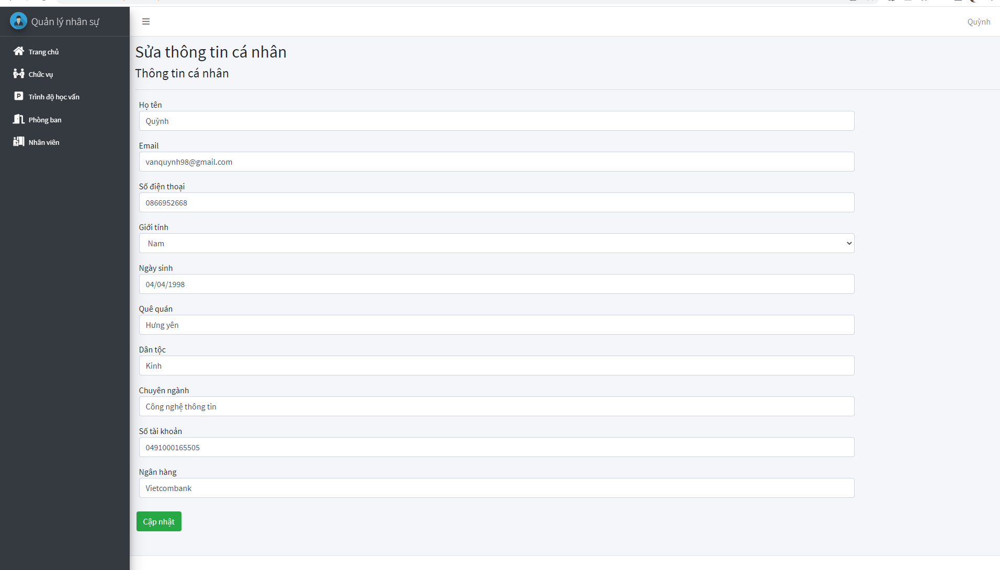 Quản lý nhân sự
Quỳnh
Trang chủ
Chức vụ
Trình độ học vấn
Phòng ban
Nhân viên
Sửa thông tin cá nhân
Thông tin cá nhân
Họ tên
Quỳnh
Email
vanquynh98@gmail.com
Số điện thoại
0866952668
Giới tính
Nam
Ngày sinh
04/04/1998
Quê quán
Hưng yên
Dân tộc
Kinh
Chuyên ngành
Công nghệ thông tin
Số tài khoản
0491000165505
Ngân hàng
Vietcombank
Cập nhật